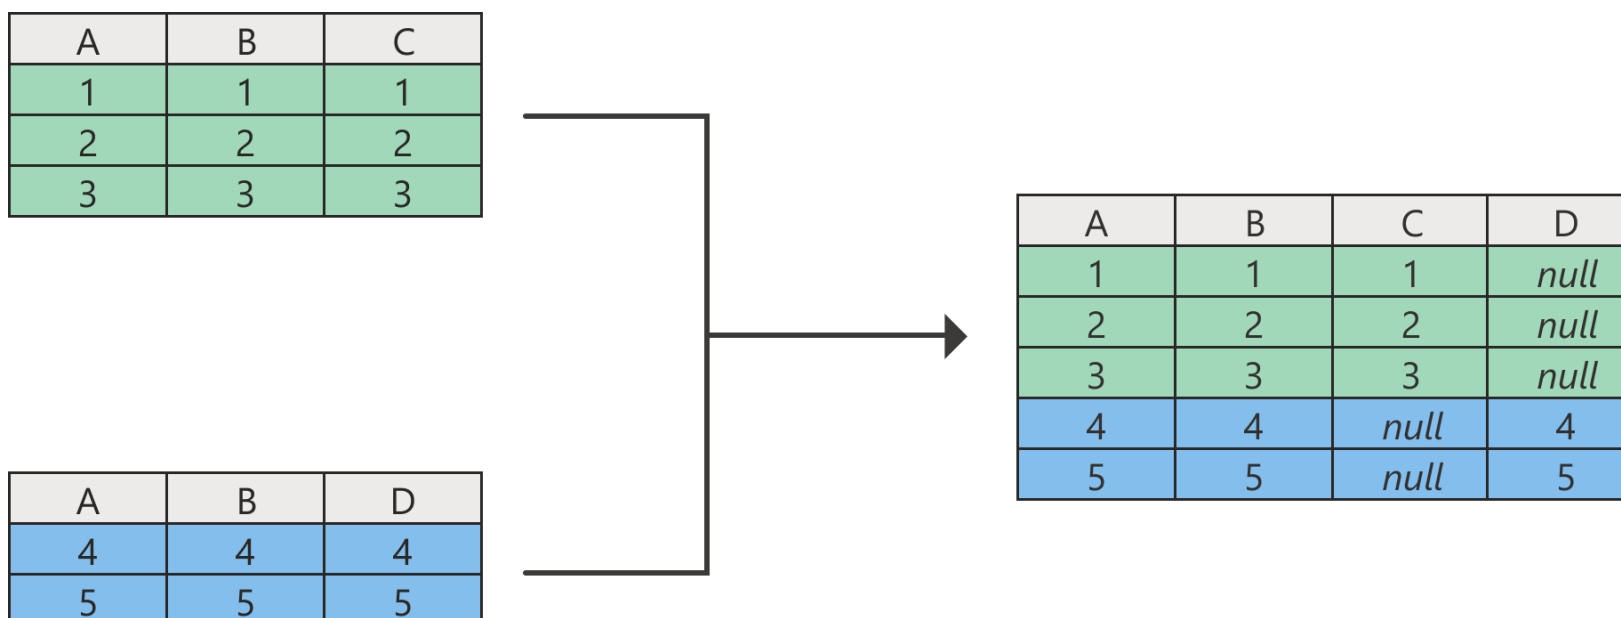 A B C
1 1 1
2 2 2
3 3 3
A B D
4 4 4
5 5 5
A B C D
1 1 1 null
2 2 2 null
3 3 3 null
4 4 null 4
5 5 null 5